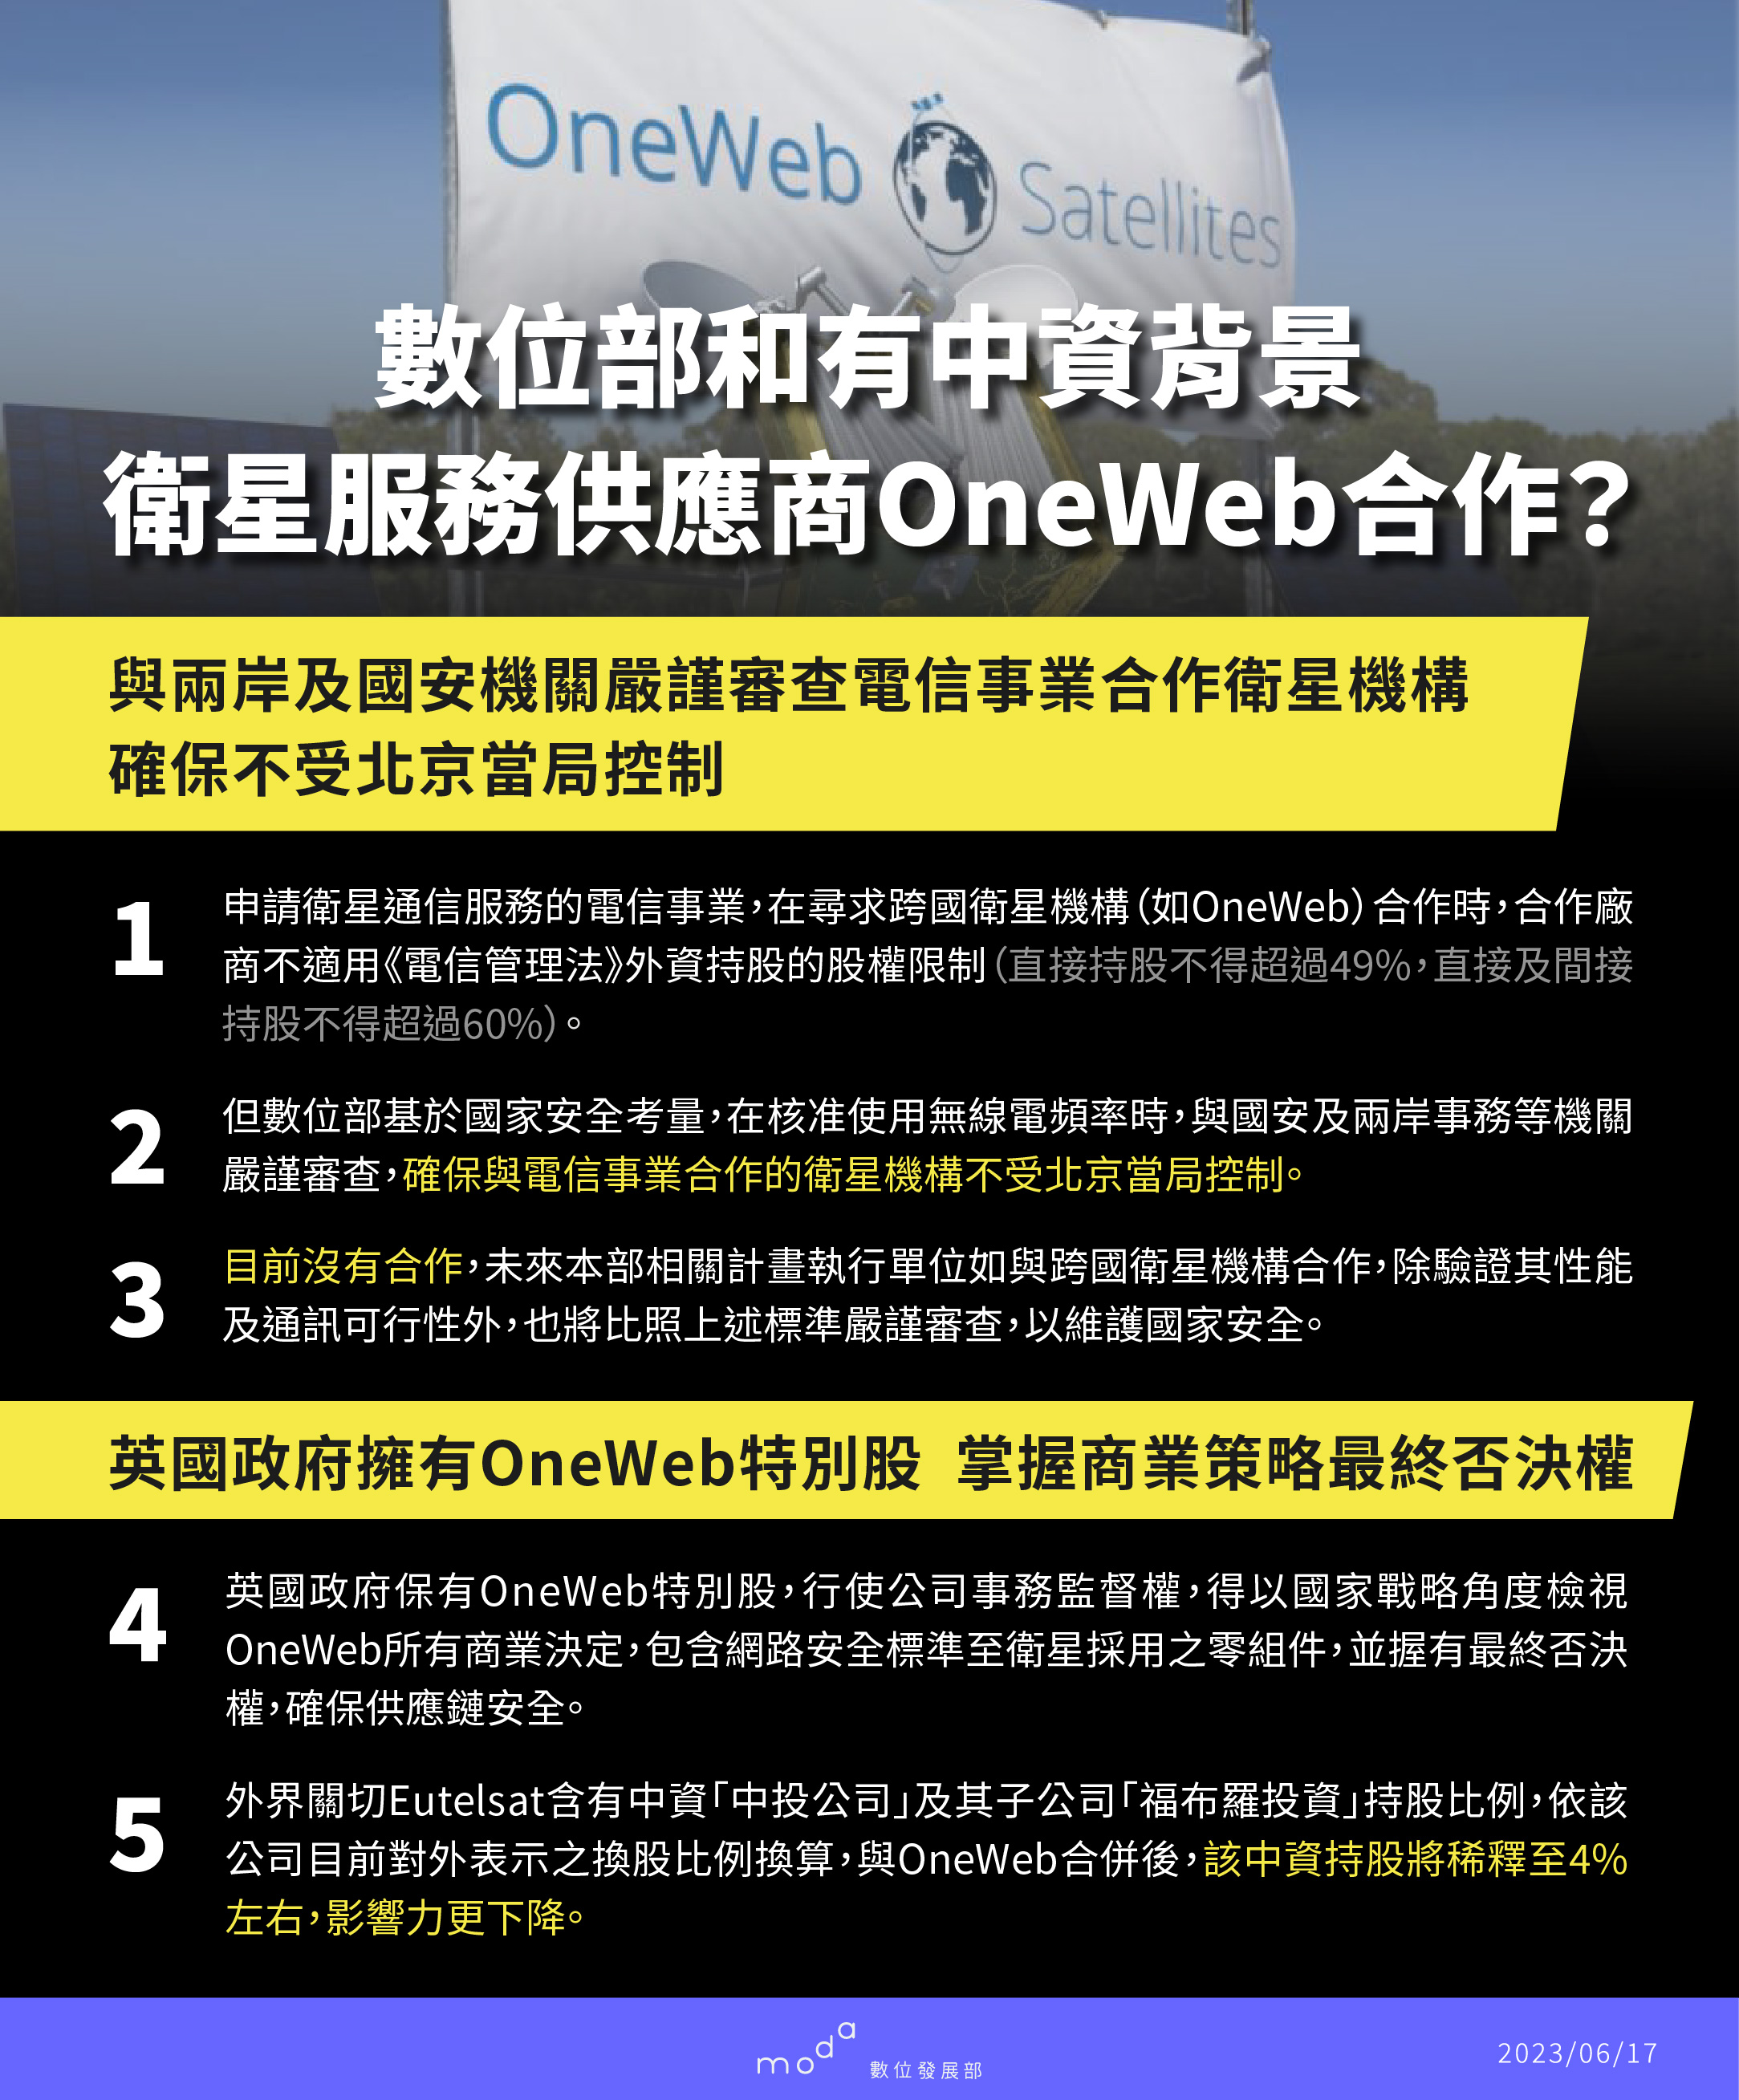 OneWeb Satellites
數位部和有中資背景
衛星服務供應商OneWeb合作？
與兩岸及國安機關嚴謹審查電信事業合作衛星機構
確保不受北京當局控制
1
申請衛星通信服務的電信事業，在尋求跨國衛星機構（如OneWeb）合作時，合作廠
商不適用《電信管理法》外資持股的股權限制（直接持股不得超過49%，直接及間接
持股不得超過60%）。
2
但數位部基於國家安全考量，在核准使用無線電頻率時，與國安及兩岸事務等機關
嚴謹審查，確保與電信事業合作的衛星機構不受北京當局控制。
3
目前沒有合作，未來本部相關計畫執行單位如與跨國衛星機構合作，除驗證其性能
及通訊可行性外，也將比照上述標準嚴謹審查，以維護國家安全。
英國政府擁有OneWeb特別股 掌握商業策略最終否決權
4
英國政府保有OneWeb特別股，行使公司事務監督權，得以國家戰略角度檢視
OneWeb所有商業決定，包含網路安全標準至衛星採用之零組件，並握有最終否決
權，確保供應鏈安全。
5
外界關切Eutelsat含有中資「中投公司」及其子公司「福布羅投資」持股比例，依該
公司目前對外表示之換股比例換算，與OneWeb合併後，該中資持股將稀釋至4%
左右，影響力更下降。
moda 數位發展部
2023/06/17